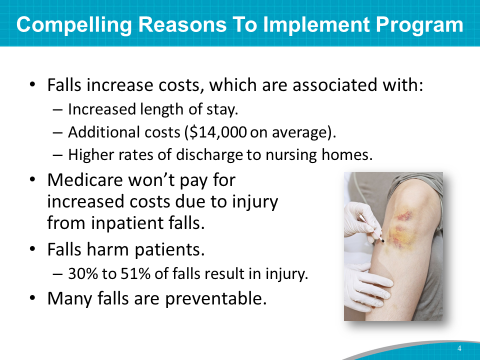 Compelling Reasons To Implement Program
• Falls increase costs, which are associated with:
– Increased length of stay.
– Additional costs ($14,000 on average).
– Higher rates of discharge to nursing homes.
• Medicare won’t pay for
increased costs due to injury
from inpatient falls.
• Falls harm patients.
– 30% to 51% of falls result in injury.
• Many falls are preventable.
4